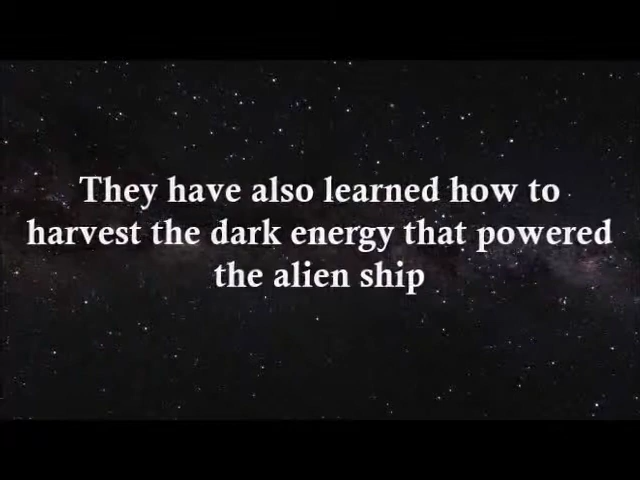 They have also learned how to
harvest the dark energy that powered
the alien ship